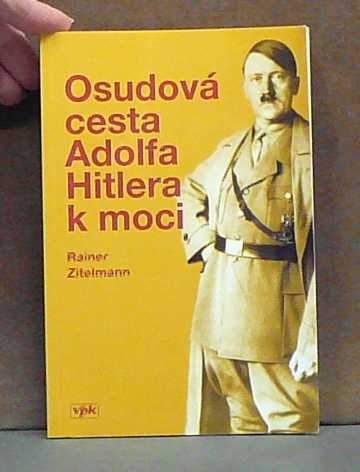 Osudová
cesta
Adolfa
Hitlera
k moci
Rainer
Zitelmann
vpk